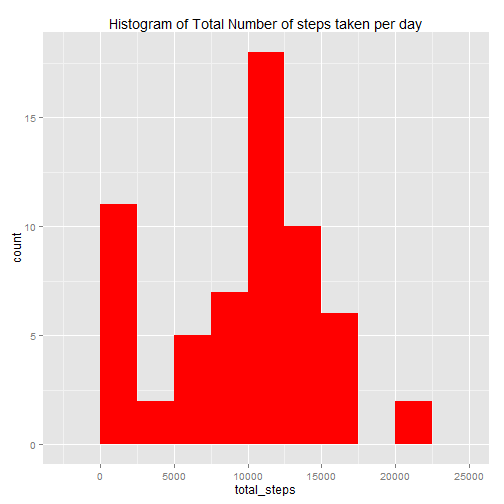 Histogram of Total Number of steps taken per day
15
10
5
0
count
0 5000 10000 15000 20000 25000
total_steps